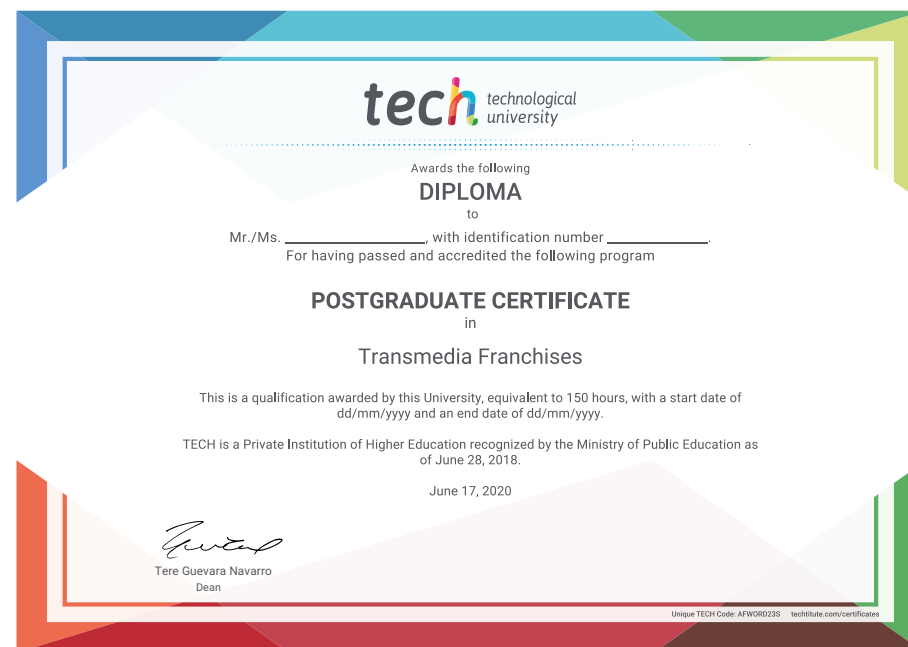 tech technological
university
Awards the following
DIPLOMA
to
Mr./Ms. ____________________, with identification number ______________.
For having passed and accredited the following program
POSTGRADUATE CERTIFICATE
in
Transmedia Franchises
This is a qualification awarded by this University, equivalent to 150 hours, with a start date of
dd/mm/yyyy and an end date of dd/mm/yyyy.
TECH is a Private Institution of Higher Education recognized by the Ministry of Public Education as
of June 28, 2018.
June 17, 2020
Tere Guevara Navarro
Dean
Unique TECH Code: AFWORD23S techtitute.com/certificates